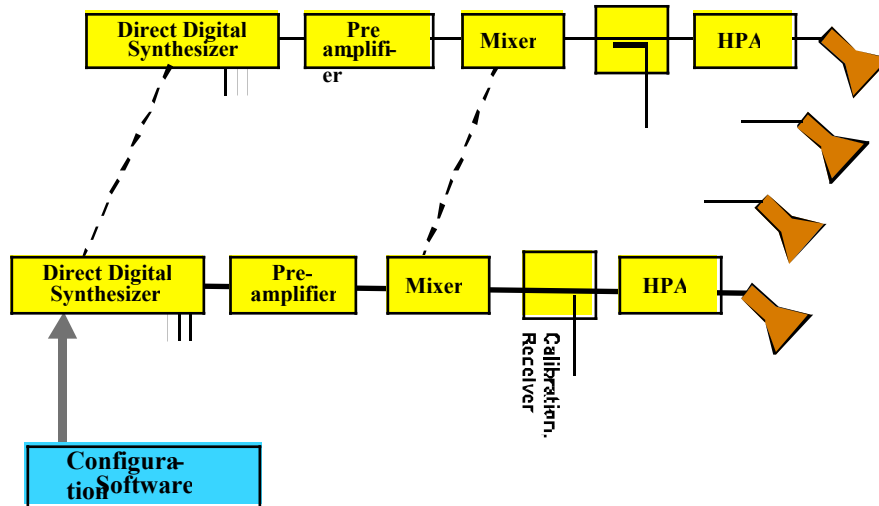 Direct Digital
Synthesizer
Pre
amplifi-
er
Mixer
HPA
Direct Digital
Synthesizer
Pre-
amplifier
Mixer
HPA
Calibration.
Receiver
Configura-
tion Software